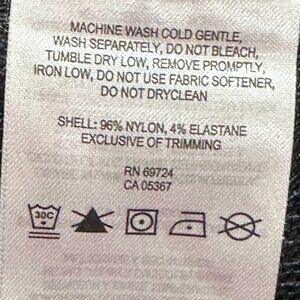 MACHINE WASH COLD GENTLE,
WASH SEPARATELY, DO NOT BLEACH,
TUMBLE DRY LOW, REMOVE PROMPTLY,
IRON LOW, DO NOT USE FABRIC SOFTENER,
DO NOT DRYCLEAN
SHELL: 96% NYLON, 4% ELASTANE
EXCLUSIVE OF TRIMMING
RN 69724
CA 05367
30C